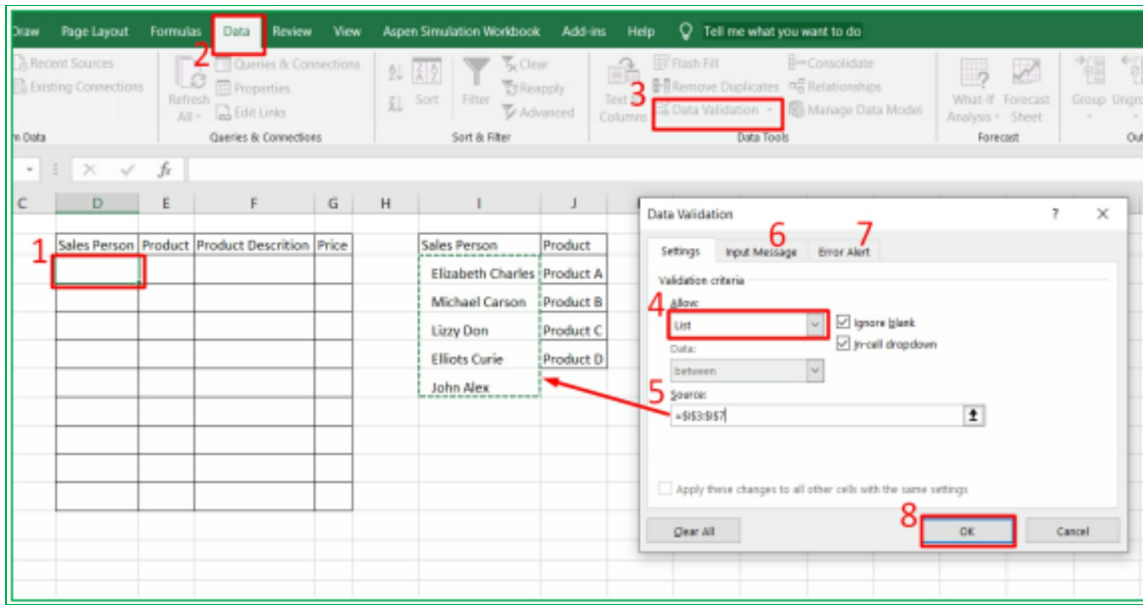 Draw Page Layout Formulas Data Review View Aspen Simulation Workbook Add-ins Help Tell me what you want to do
2
Recent Sources
Existing Connections
Refresh All
Queries & Connections
Properties
Edit Links
Queries & Connections
Sort
Filter
Clear
Reapply
Advanced
Sort & Filter
Text
Columns
Flash Fill
Remove Duplicates
3
Data Validation
Consolidate
Relationships
Manage Data Model
Data Tools
What-If Analysis
Forecast Sheet
Forecast
Group
fx
C D E F G H I J
1
Sales Person Product Product Descrition Price
Sales Person Product
Elizabeth Charles Product A
Michael Carson Product B
Lizzy Don Product C
Elliots Curie Product D
John Alex
Data Validation ? X
6 7
Settings Input Message Error Alert
Validation criteria
4
Allow:
List
Ignore blank
In-cell dropdown
Data:
between
5
Source:
=$I$3:$I$7
Apply these changes to all other cells with the same settings
8
Clear All OK Cancel